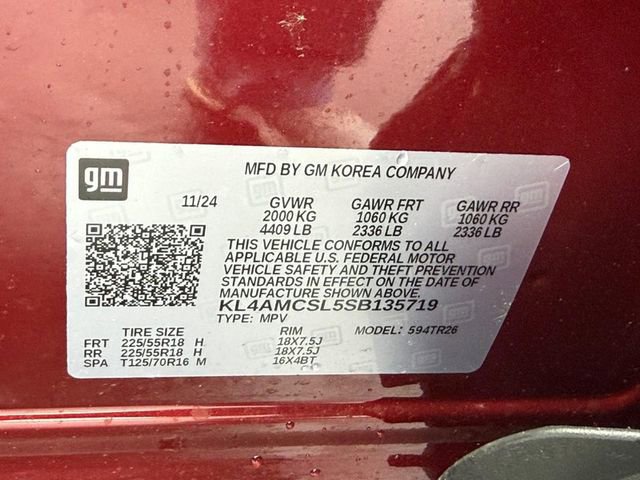 gm
MFD BY GM KOREA COMPANY
11/24 GVWR GAWR FRT GAWR RR
2000 KG 1060 KG 1060 KG
4409 LB 2336 LB 2336 LB
THIS VEHICLE CONFORMS TO ALL
APPLICABLE U.S. FEDERAL MOTOR
VEHICLE SAFETY AND THEFT PREVENTION
STANDARDS IN EFFECT ON THE DATE OF
MANUFACTURE SHOWN ABOVE.
KL4AMCSL5SB135719
TYPE: MPV MODEL: 594TR26
TIRE SIZE RIM
FRT 225/55R18 H 18X7.5J
RR 225/55R18 H 18X7.5J
SPA T125/70R16 M 16X4BT